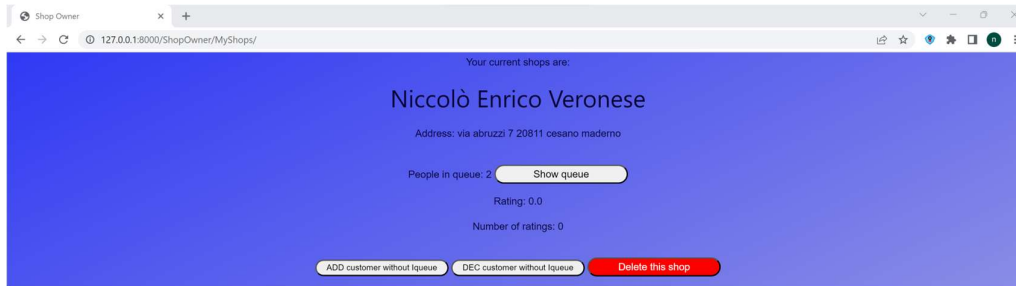 Shop Owner
127.0.0.1:8000/ShopOwner/MyShops/
n
Your current shops are:
Niccolò Enrico Veronese
Address: via abruzzi 7 20811 cesano maderno
People in queue: 2 Show queue
Rating: 0.0
Number of ratings: 0
ADD customer without Iqueue DEC customer without Iqueue Delete this shop